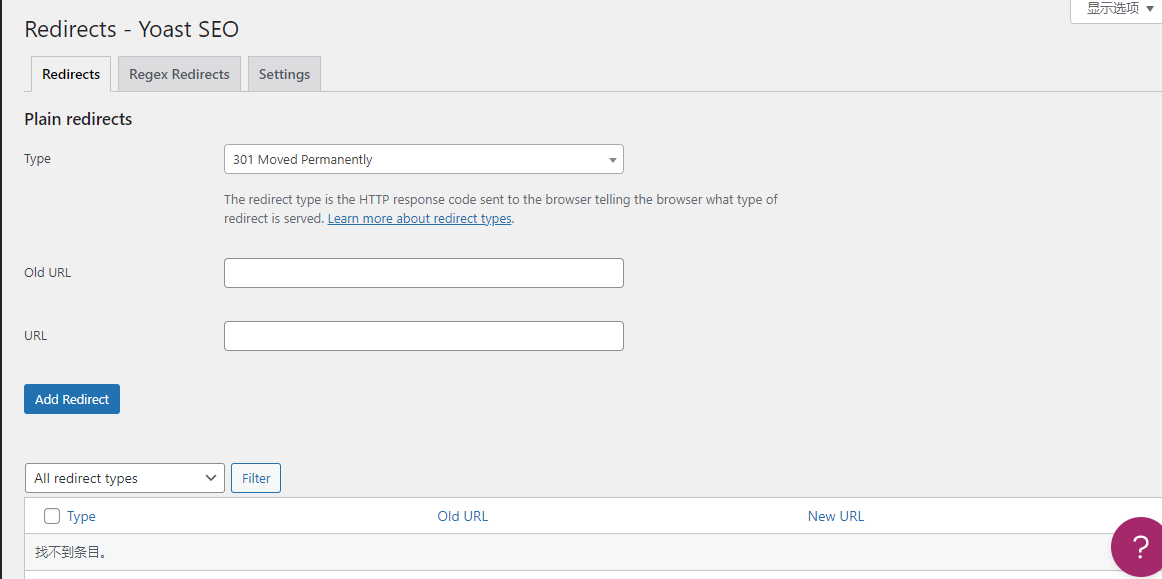 显示选项 ▼
Redirects - Yoast SEO
Redirects
Regex Redirects
Settings
Plain redirects
Type
301 Moved Permanently
The redirect type is the HTTP response code sent to the browser telling the browser what type of
redirect is served. Learn more about redirect types.
Old URL
URL
Add Redirect
All redirect types
Filter
Type
Old URL
New URL
找不到条目。
?